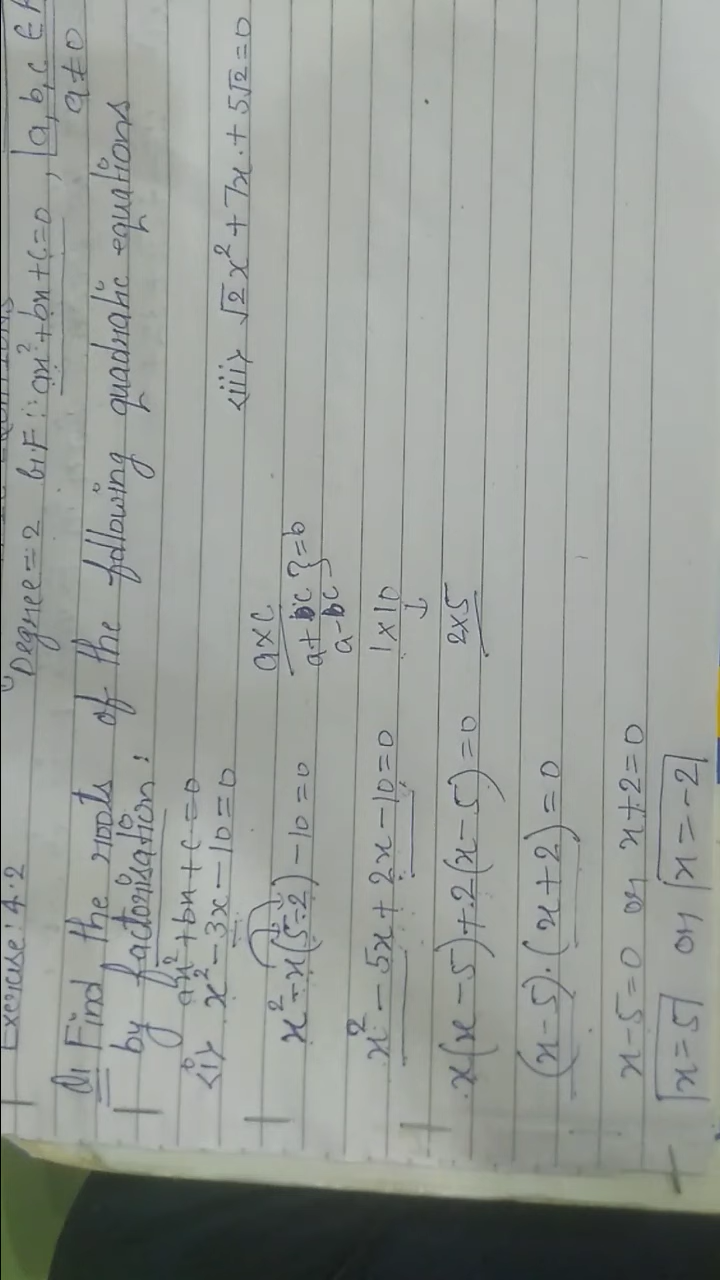 Exercise: 4.2
Degree = 2 b.F: ax²+bx+c=0, a, b, c ∈
a≠0
Q1 Find the roots of the following quadratic equations
by factorisation:
ax²+bx+c=0
<i> x²-3x-10=0
<iii> √2x²+7x+5√2=0
a×c
x²-x(5-2)-10=0
a+bc}=b
a-bc
x²-5x+2x-10=0
1×10
↓
x(x-5)+2(x-5)=0
2×5
(x-5)·(x+2)=0
x-5=0 or x+2=0
x=5 or x=-2